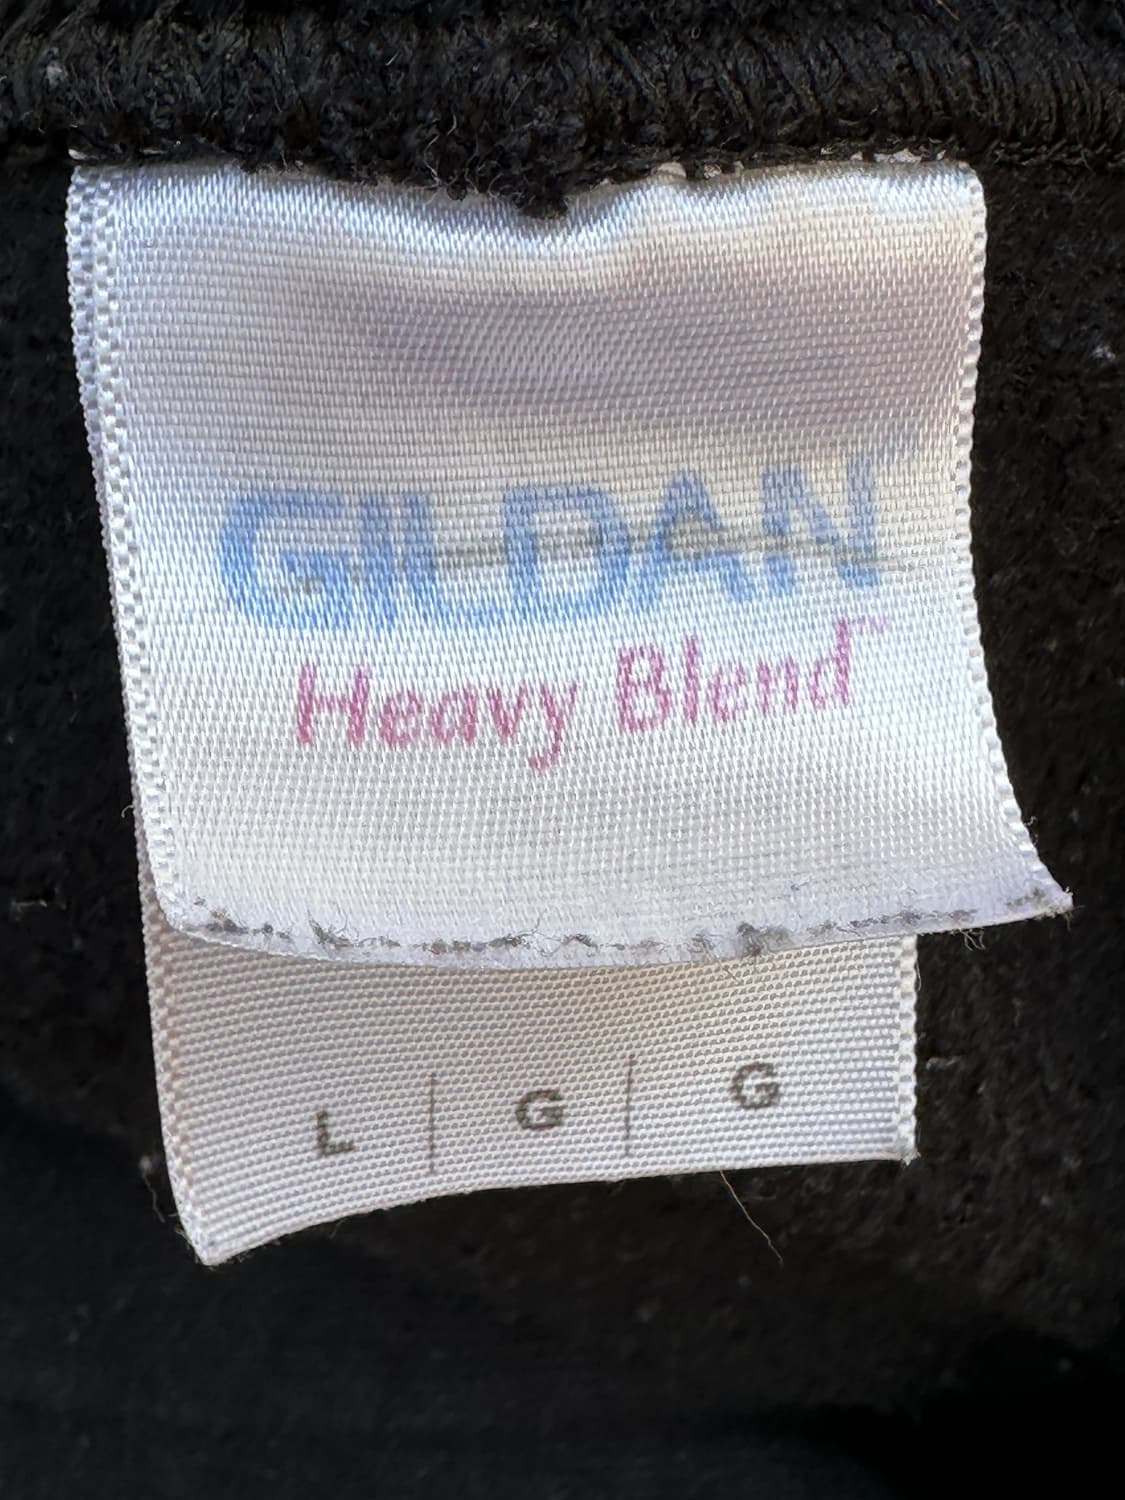 GILDAN
Heavy Blend™
L | G | G